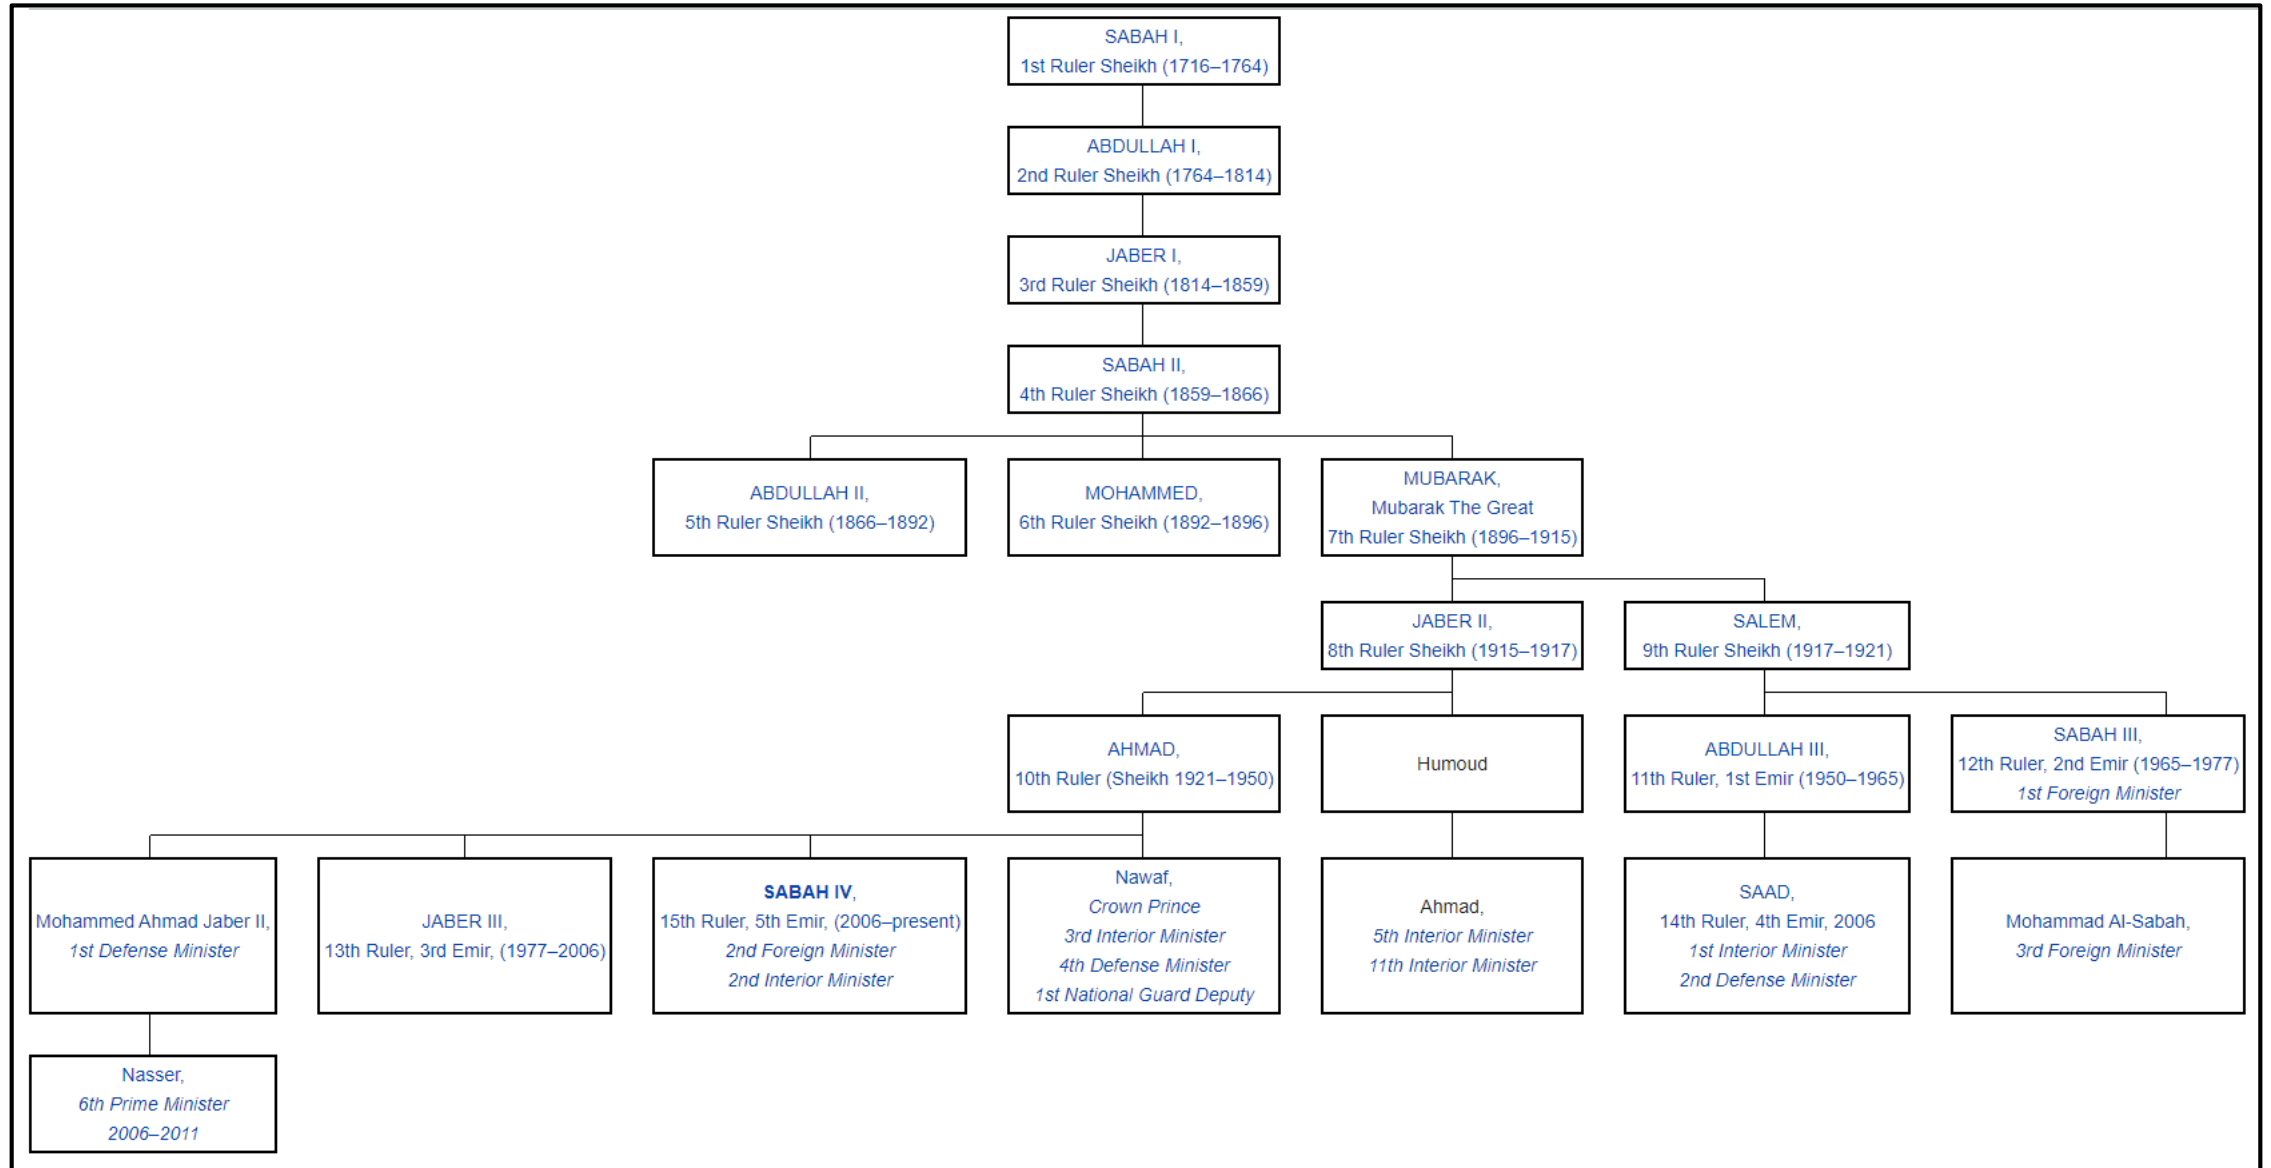 SABAH I,
1st Ruler Sheikh (1716–1764)
ABDULLAH I,
2nd Ruler Sheikh (1764–1814)
JABER I,
3rd Ruler Sheikh (1814–1859)
SABAH II,
4th Ruler Sheikh (1859–1866)
ABDULLAH II,
5th Ruler Sheikh (1866–1892)
MOHAMMED,
6th Ruler Sheikh (1892–1896)
MUBARAK,
Mubarak The Great
7th Ruler Sheikh (1896–1915)
JABER II,
8th Ruler Sheikh (1915–1917)
SALEM,
9th Ruler Sheikh (1917–1921)
AHMAD,
10th Ruler (Sheikh 1921–1950)
Humoud
ABDULLAH III,
11th Ruler, 1st Emir (1950–1965)
SABAH III,
12th Ruler, 2nd Emir (1965–1977)
1st Foreign Minister
Mohammed Ahmad Jaber II,
1st Defense Minister
JABER III,
13th Ruler, 3rd Emir, (1977–2006)
SABAH IV,
15th Ruler, 5th Emir, (2006–present)
2nd Foreign Minister
2nd Interior Minister
Nawaf,
Crown Prince
3rd Interior Minister
4th Defense Minister
1st National Guard Deputy
Ahmad,
5th Interior Minister
11th Interior Minister
SAAD,
14th Ruler, 4th Emir, 2006
1st Interior Minister
2nd Defense Minister
Mohammad Al-Sabah,
3rd Foreign Minister
Nasser,
6th Prime Minister
2006–2011